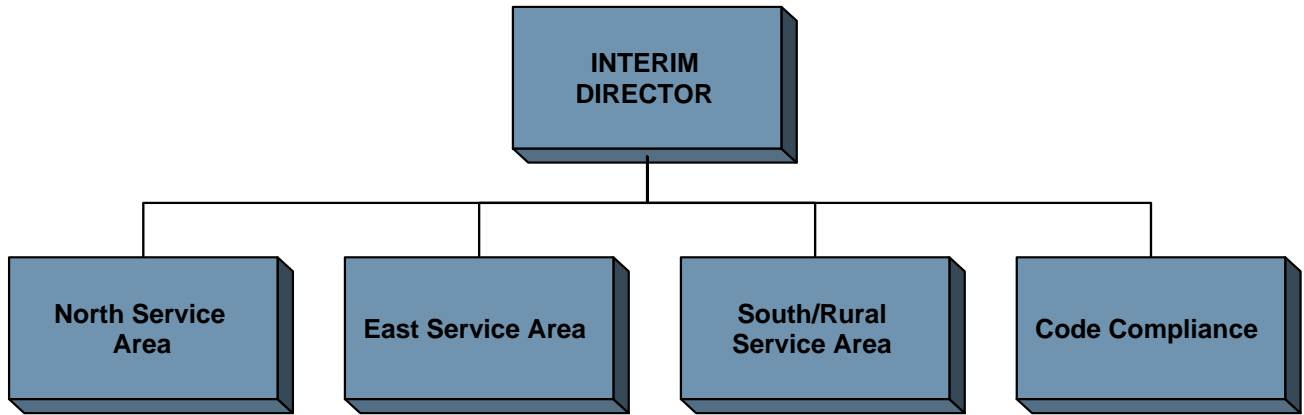 INTERIM
DIRECTOR
North Service
Area
East Service Area
South/Rural
Service Area
Code Compliance